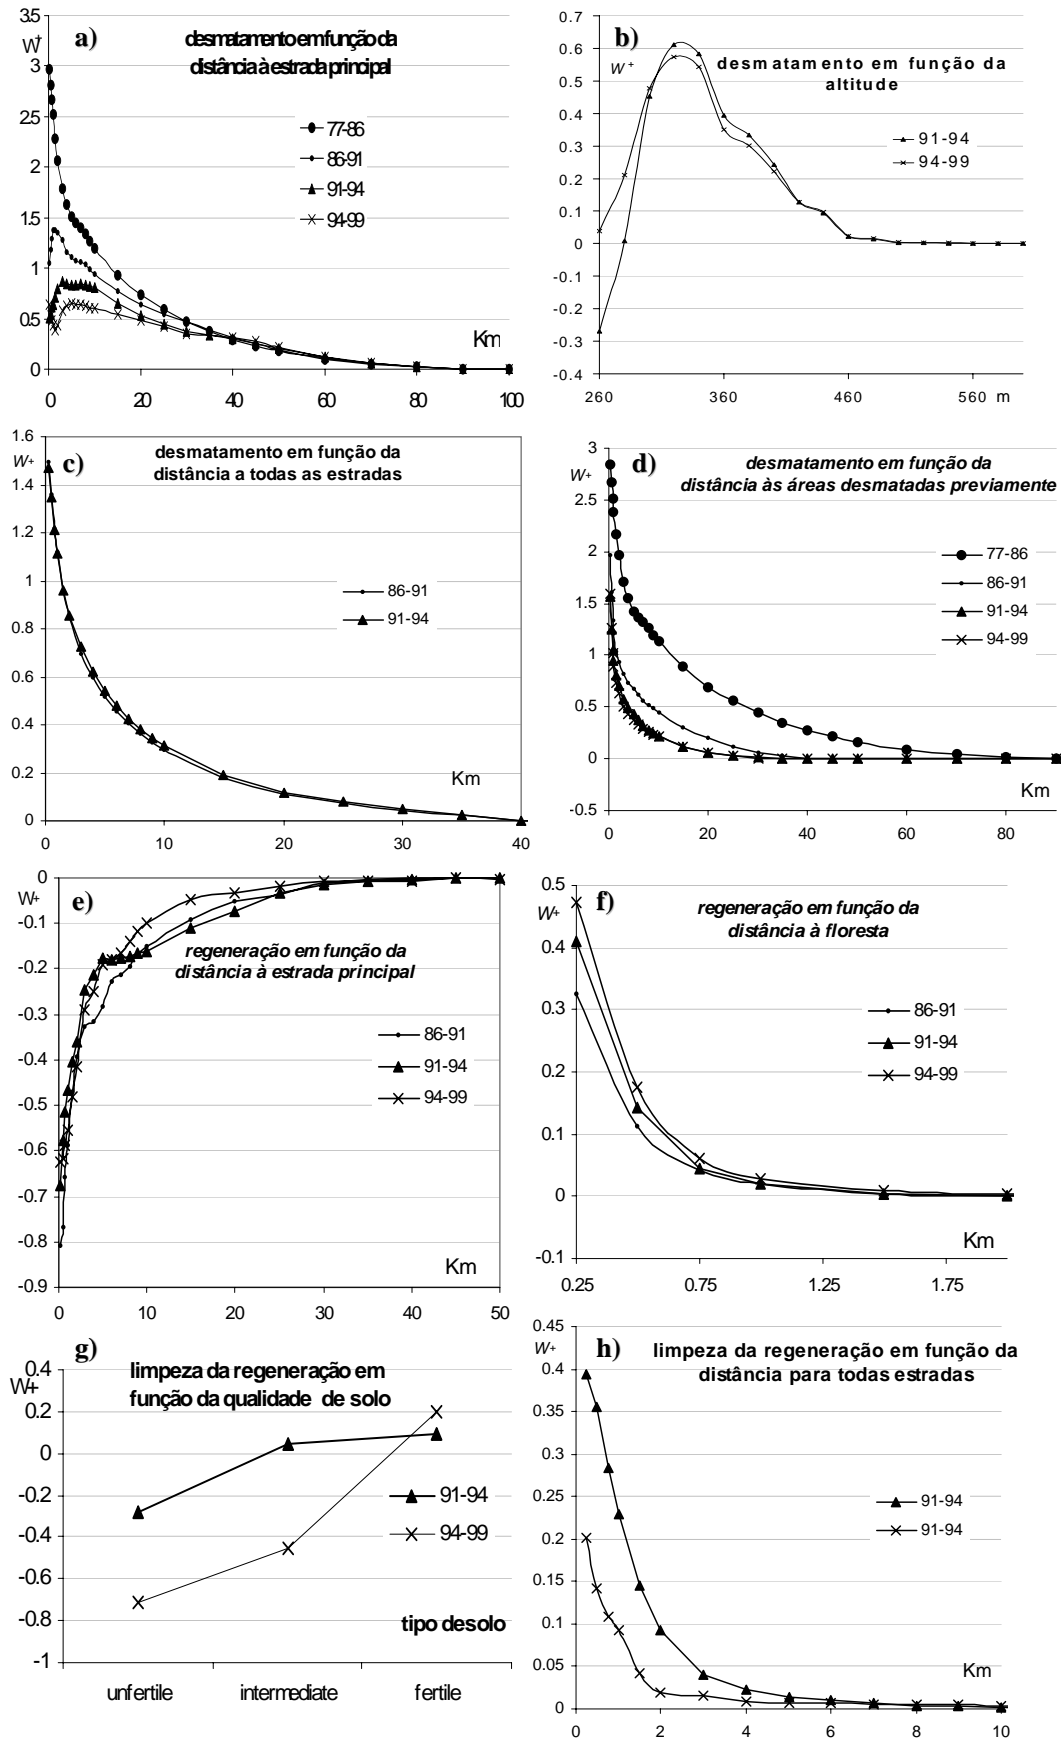 a)
desmatamento em função da
distância à estrada principal
W+
3.5
3
2.5
2
1.5
1
0.5
0
77-86
86-91
91-94
94-99
Km
0 20 40 60 80 100
b)
desmatamento em função da
altitude
W+
0.7
0.6
0.5
0.4
0.3
0.2
0.1
0
-0.1
-0.2
-0.3
-0.4
91-94
94-99
260 360 460 560 m
c)
desmatamento em função da
distância a todas as estradas
W+
1.6
1.4
1.2
1
0.8
0.6
0.4
0.2
0
86-91
91-94
Km
0 10 20 30 40
d)
desmatamento em função da
distância às áreas desmatadas previamente
W+
3
2.5
2
1.5
1
0.5
0
-0.5
77-86
86-91
91-94
94-99
Km
0 20 40 60 80
e)
regeneração em função da
distância à estrada principal
W+
0
-0.1
-0.2
-0.3
-0.4
-0.5
-0.6
-0.7
-0.8
-0.9
86-91
91-94
94-99
Km
0 10 20 30 40 50
f)
regeneração em função da
distância à floresta
W+
0.5
0.4
0.3
0.2
0.1
0
-0.1
86-91
91-94
94-99
Km
0.25 0.75 1.25 1.75
g)
limpeza da regeneração em
função da qualidade de solo
W+
0.4
0.2
0
-0.2
-0.4
-0.6
-0.8
-1
91-94
94-99
tipo de solo
unfertile intermediate fertile
h)
limpeza da regeneração em função da
distância para todas estradas
W+
0.45
0.4
0.35
0.3
0.25
0.2
0.15
0.1
0.05
0
91-94
91-94
Km
0 2 4 6 8 10